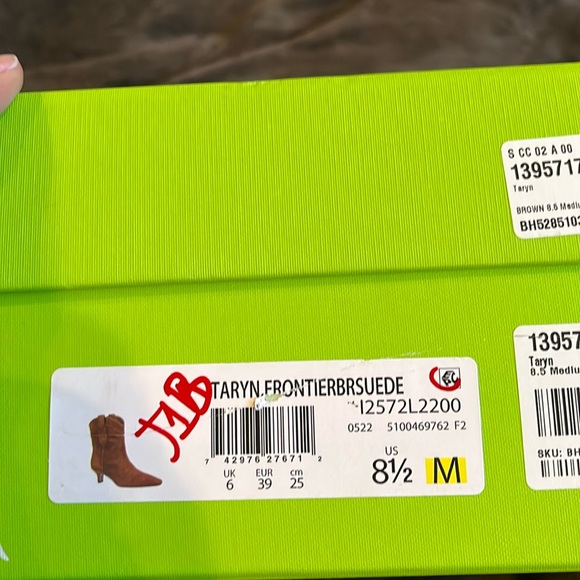 S CC 02 A 00
1395717
Taryn
BROWN 8.5 Mediu
BH5285103
13957
Taryn
8.5 Mediu
SKU: BH
J1B
TARYN FRONTIERBRSUEDE
I2572L2200
0522 5100469762 F2
7 42976 27671 2
UK EUR cm
6 39 25
US
8½ M